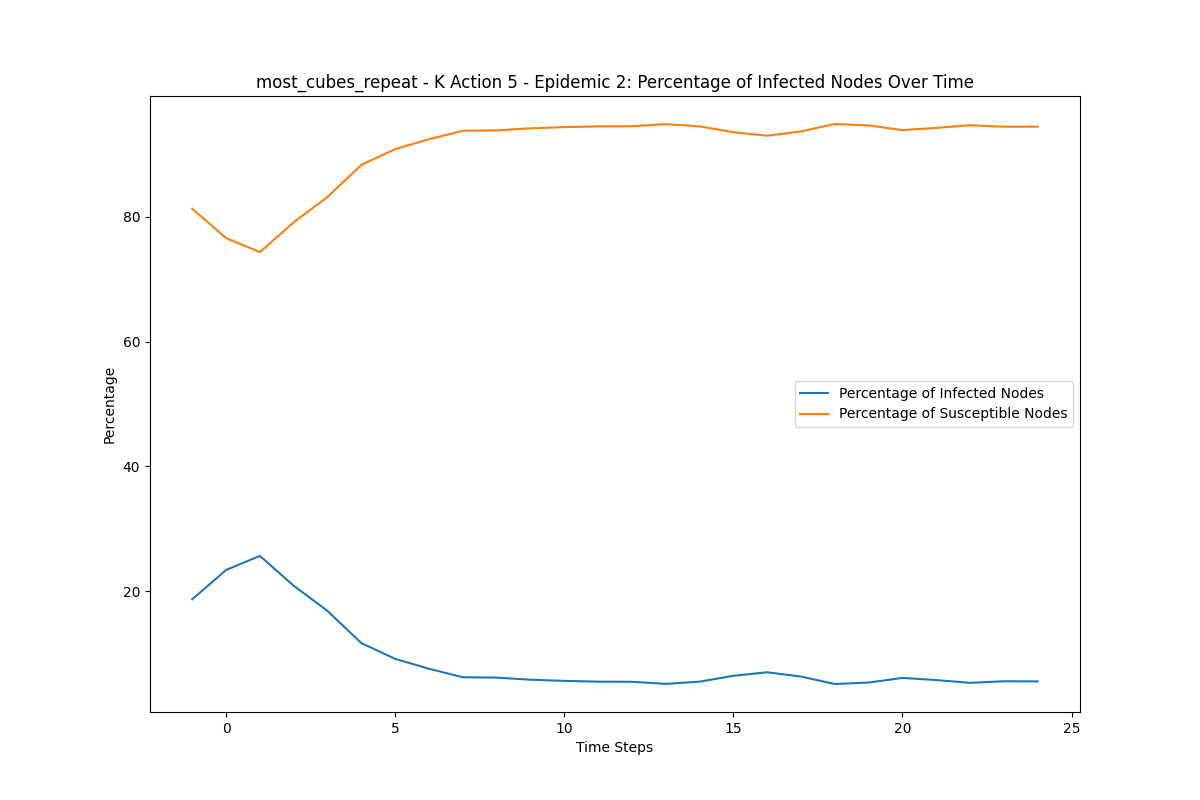 most_cubes_repeat - K Action 5 - Epidemic 2: Percentage of Infected Nodes Over Time
80
60
40
20
Percentage
Percentage of Infected Nodes
Percentage of Susceptible Nodes
0 5 10 15 20 25
Time Steps